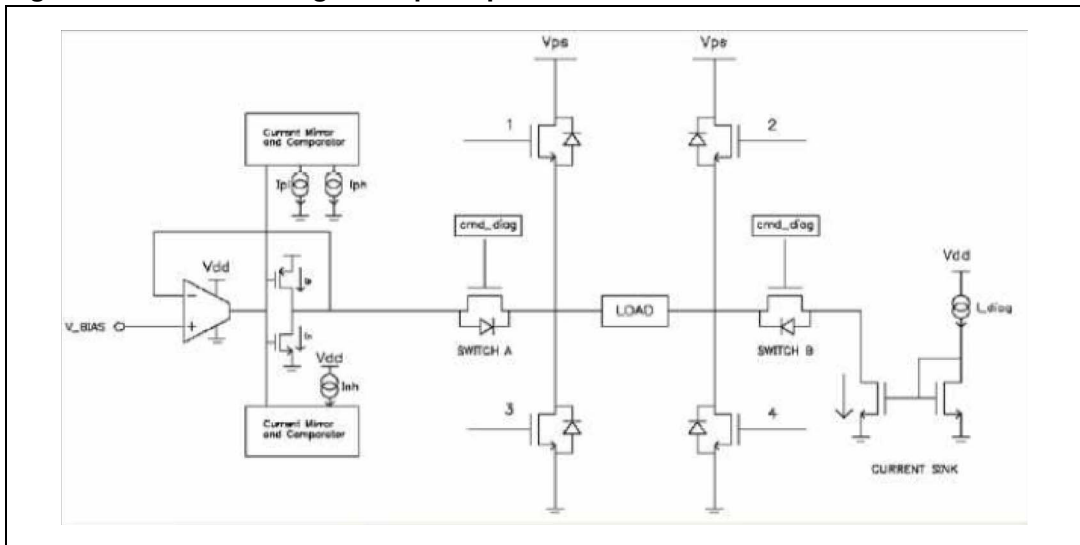 Vps
Vps
1
2
Current Mirror
and Comparator
Ipl
Iph
cmd_diag
cmd_diag
Vdd
Vdd
Ip
I_diag
V_BIAS
LOAD
In
SWITCH A
SWITCH B
Vdd
Inh
3
4
Current Mirror
and Comparator
CURRENT SINK